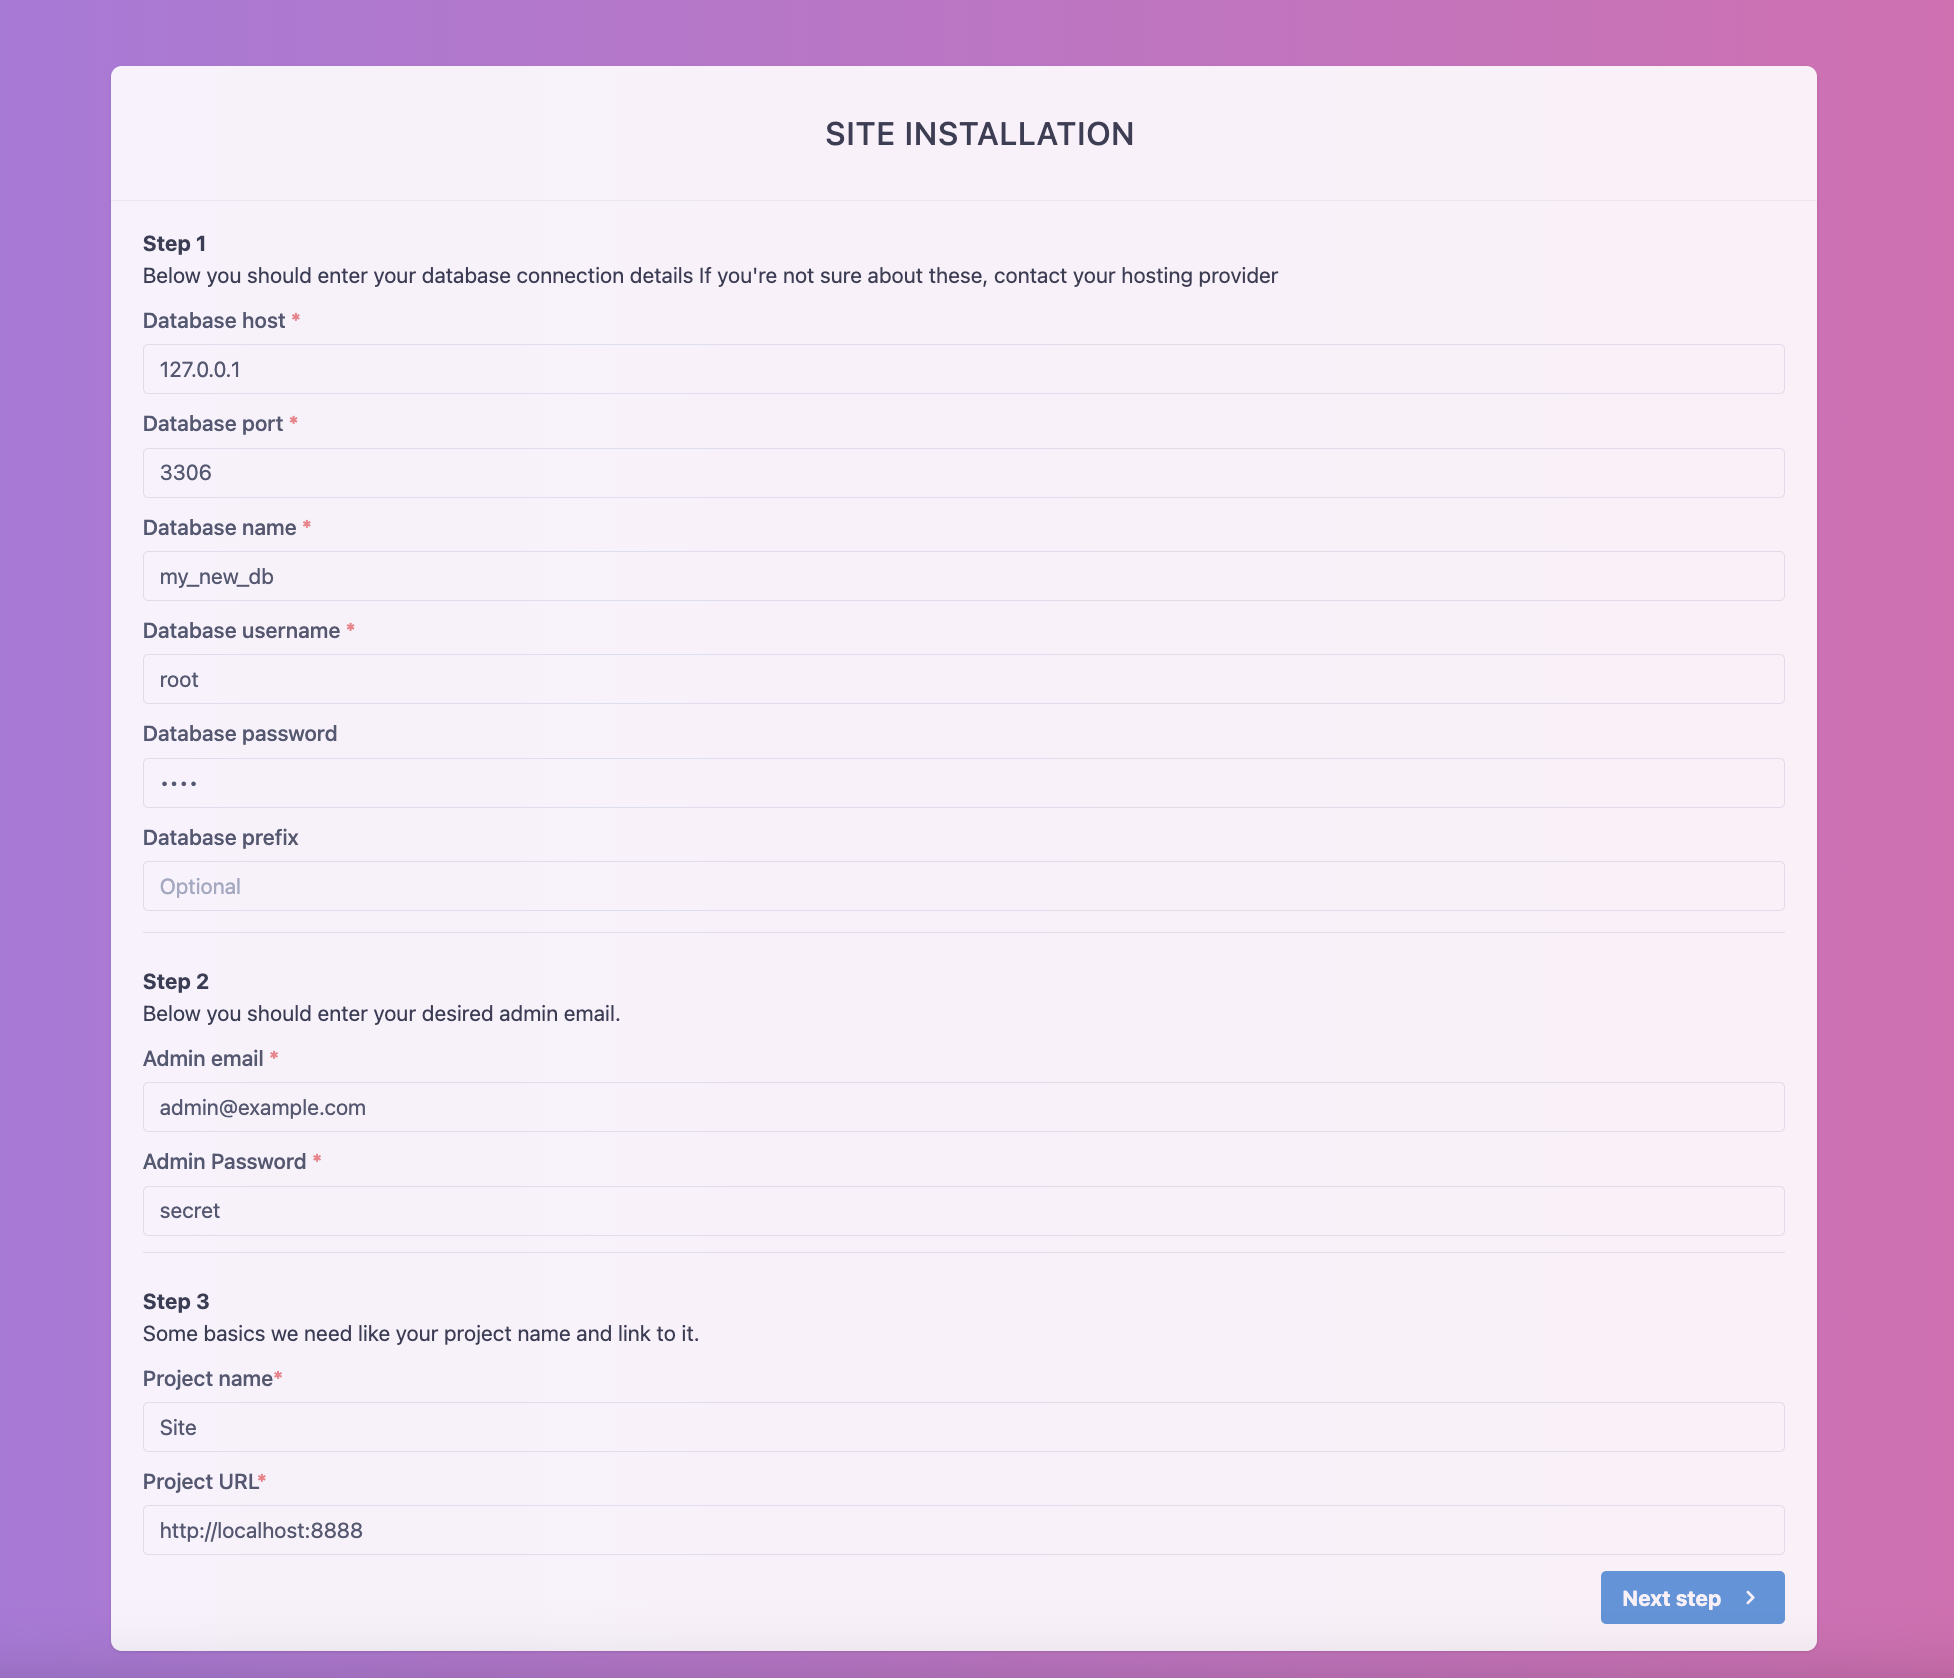 SITE INSTALLATION
Step 1
Below you should enter your database connection details If you're not sure about these, contact your hosting provider
Database host *
127.0.0.1
Database port *
3306
Database name *
my_new_db
Database username *
root
Database password
••••
Database prefix
Optional
Step 2
Below you should enter your desired admin email.
Admin email *
admin@example.com
Admin Password *
secret
Step 3
Some basics we need like your project name and link to it.
Project name*
Site
Project URL*
http://localhost:8888
Next step